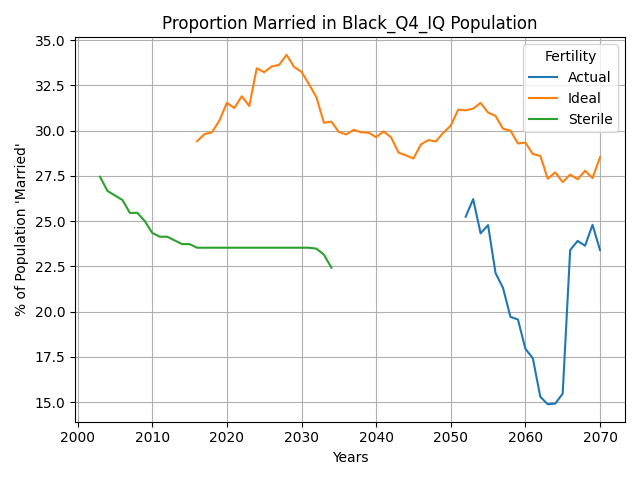 Proportion Married in Black_Q4_IQ Population
% of Population 'Married'
35.0
32.5
30.0
27.5
25.0
22.5
20.0
17.5
15.0
Fertility
Actual
Ideal
Sterile
2000 2010 2020 2030 2040 2050 2060 2070
Years